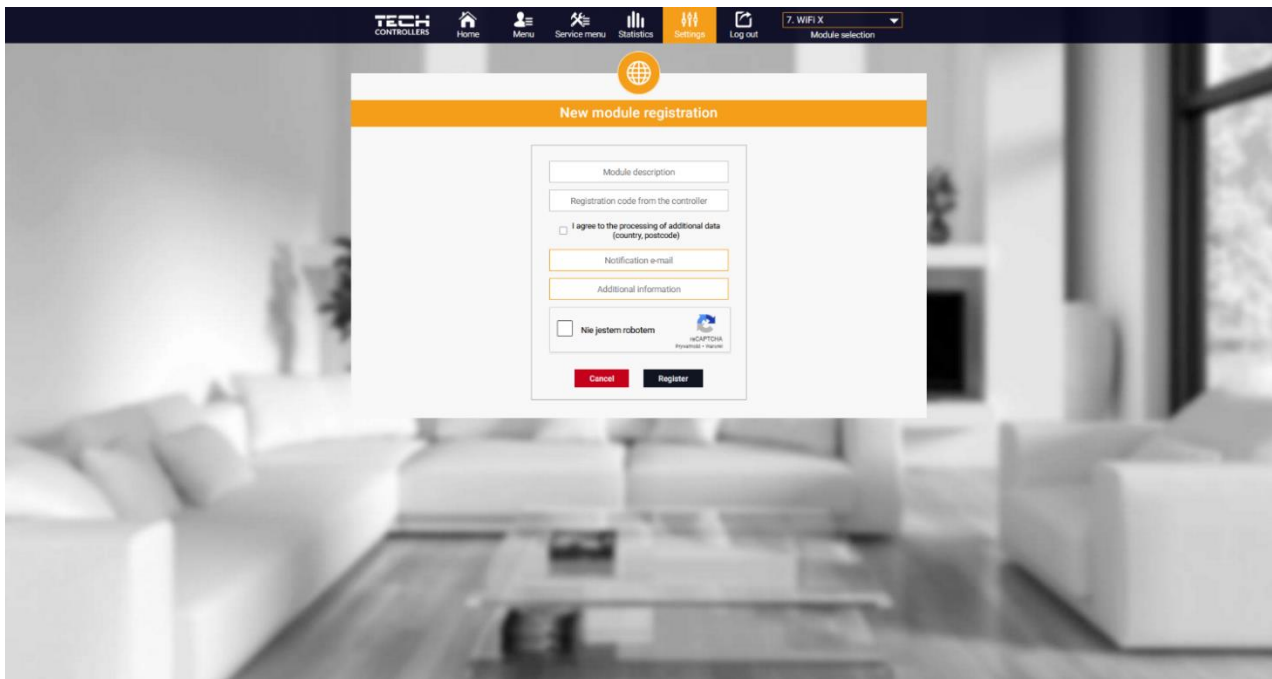 TECH
CONTROLLERS
Home
Menu
Service menu
Statistics
Settings
Log out
7. WiFi X
Module selection
New module registration
Module description
Registration code from the controller
I agree to the processing of additional data
(country, postcode)
Notification e-mail
Additional information
Nie jestem robotem
reCAPTCHA
Cancel
Register